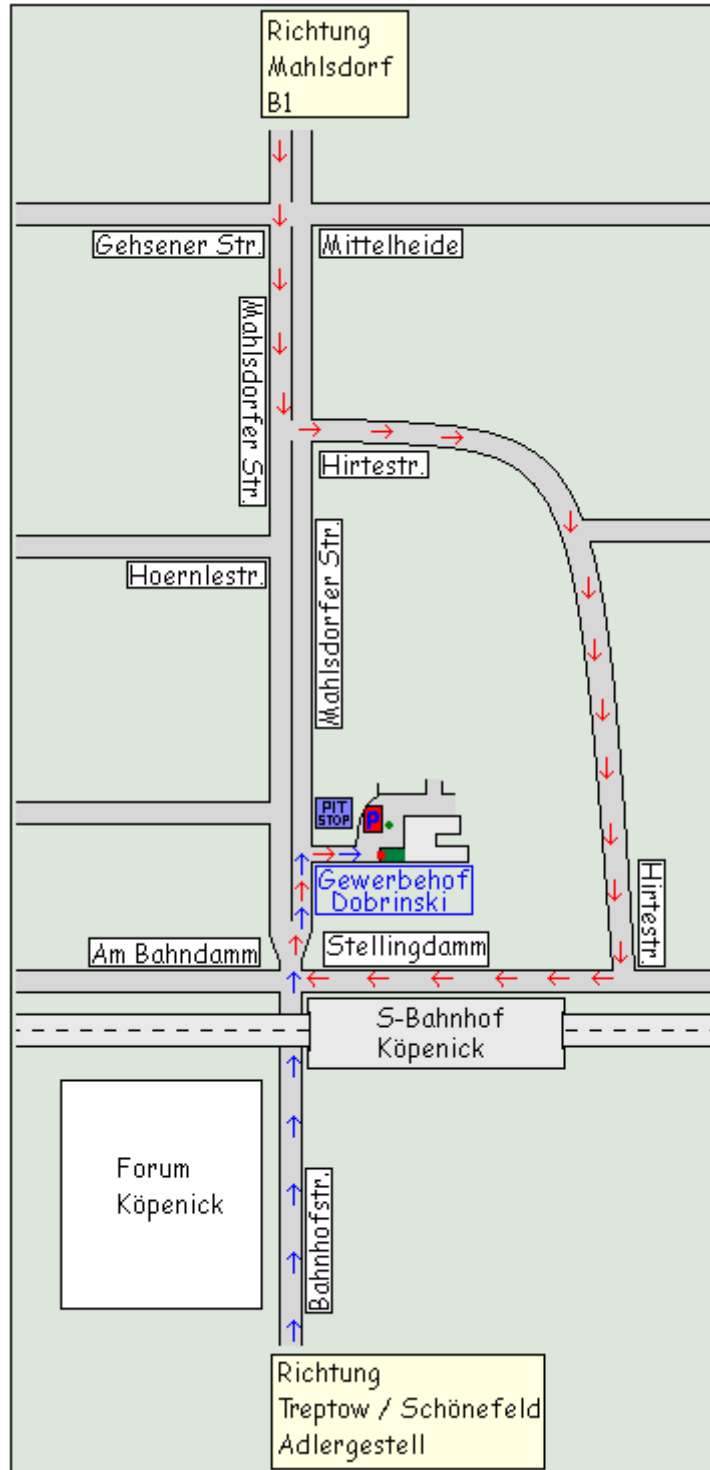 Richtung
Mahlsdorf
B1
Gehsener Str.
Mittelheide
Mahlsdorfer Str.
Hirtestr.
Hoernlestr.
Mahlsdorfer Str.
PIT
STOP
P
Gewerbehof
Dobrinski
Hirtestr.
Am Bahndamm
Stellingdamm
S-Bahnhof
Köpenick
Forum
Köpenick
Bahnhofstr.
Richtung
Treptow / Schönefeld
Adlergestell